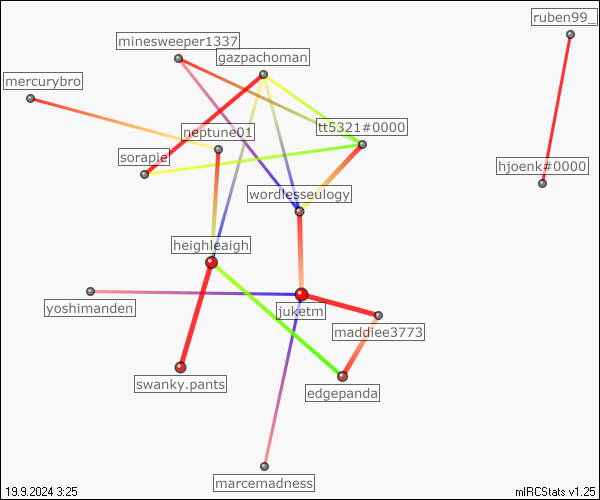 ruben99_
minesweeper1337
gazpachoman
mercurybro
tt5321#0000
neptune01
sorapie
hjoenk#0000
wordlesseulogy
heighleaigh
yoshimanden
juketm
maddiee3773
swanky.pants
edgepanda
marcemadness
19.9.2024 3:25
mIRCStats v1.25